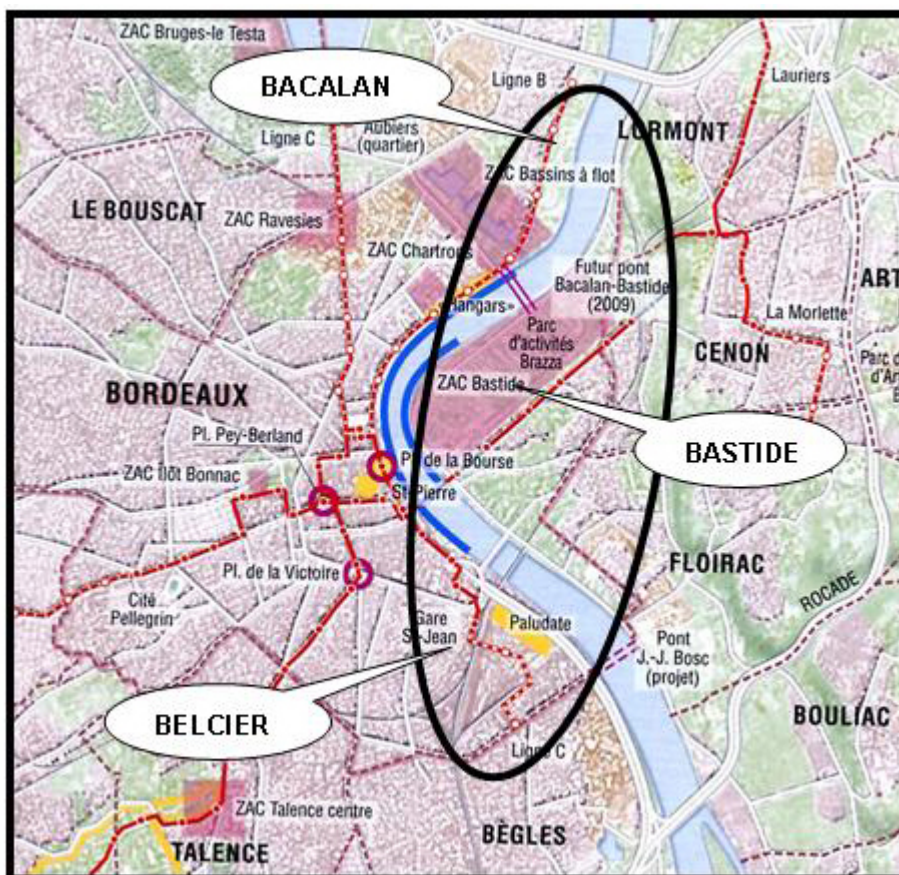 ZAC Bruges-le Testa
BACALAN
Ligne B
Lauriers
Ligne C
Aubiers
(quartier)
LORMONT
ZAC Bassins à flot
LE BOUSCAT
ZAC Ravesies
ZAC Chartrons
Futur pont
Bacalan-Bastide
(2009)
ART
Hangars
Parc
d'activités
Brazza
La Morlette
CENON
Parc d
d'Ar
E
BORDEAUX
ZAC Bastide
Pl. Pey-Berland
BASTIDE
Pl. de la Bourse
ZAC Ilôt Bonnac
St-Pierre
Pl. de la Victoire
FLOIRAC
ROCADE
Cité
Pellegrin
Gare
St-Jean
Paludate
Pont
J.-J. Bosc
(projet)
BELCIER
BOULIAC
Ligne C
ZAC Talence centre
BÈGLES
TALENCE